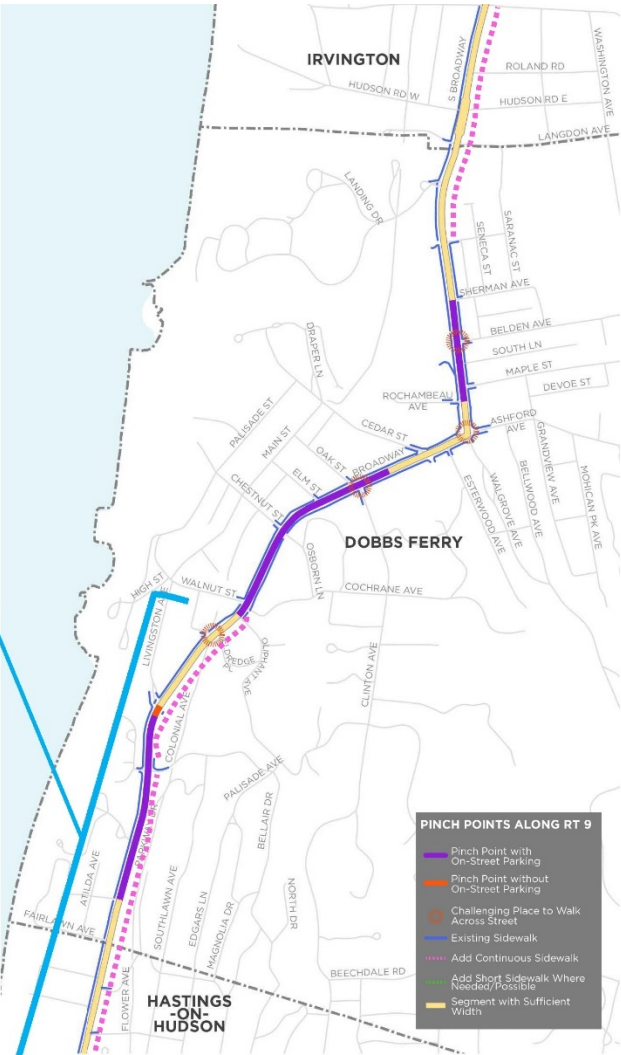 IRVINGTON
S BROADWAY
WASHINGTON AVE
ROLAND RD
HUDSON RD W
HUDSON RD E
LANGDON AVE
LANDING DR
SENECA ST
SARANAC ST
SHERMAN AVE
BELDEN AVE
SOUTH LN
MAPLE ST
DEVOE ST
DRAPER LN
ROCHAMBEAU
AVE
ASHFORD
AVE
PALISADE ST
MAIN ST
CEDAR ST
OAK ST
BROADWAY
ELM ST
CHESTNUT ST
GRANDVIEW AVE
BELLWOOD AVE
WALGROVE AVE
ESTERWOOD AVE
MOHICAN PK AVE
DOBBS FERRY
OSBORN LN
HIGH ST
WALNUT ST
COCHRANE AVE
LIVINGSTON
OLIPHANT AVE
CLINTON AVE
COLONIAL AVE
PALISADE AVE
BELLAIR DR
ATILDA AVE
SOUTHLAWN AVE
EDGARS LN
MAGNOLIA DR
NORTH DR
FAIRLAWN AVE
FLOWER AVE
BEECHDALE RD
HASTINGS
-ON-
HUDSON
PINCH POINTS ALONG RT 9
Pinch Point with
On-Street Parking
Pinch Point without
On-Street Parking
Challenging Place to Walk
Across Street
Existing Sidewalk
Add Continuous Sidewalk
Add Short Sidewalk Where
Needed/Possible
Segment with Sufficient
Width